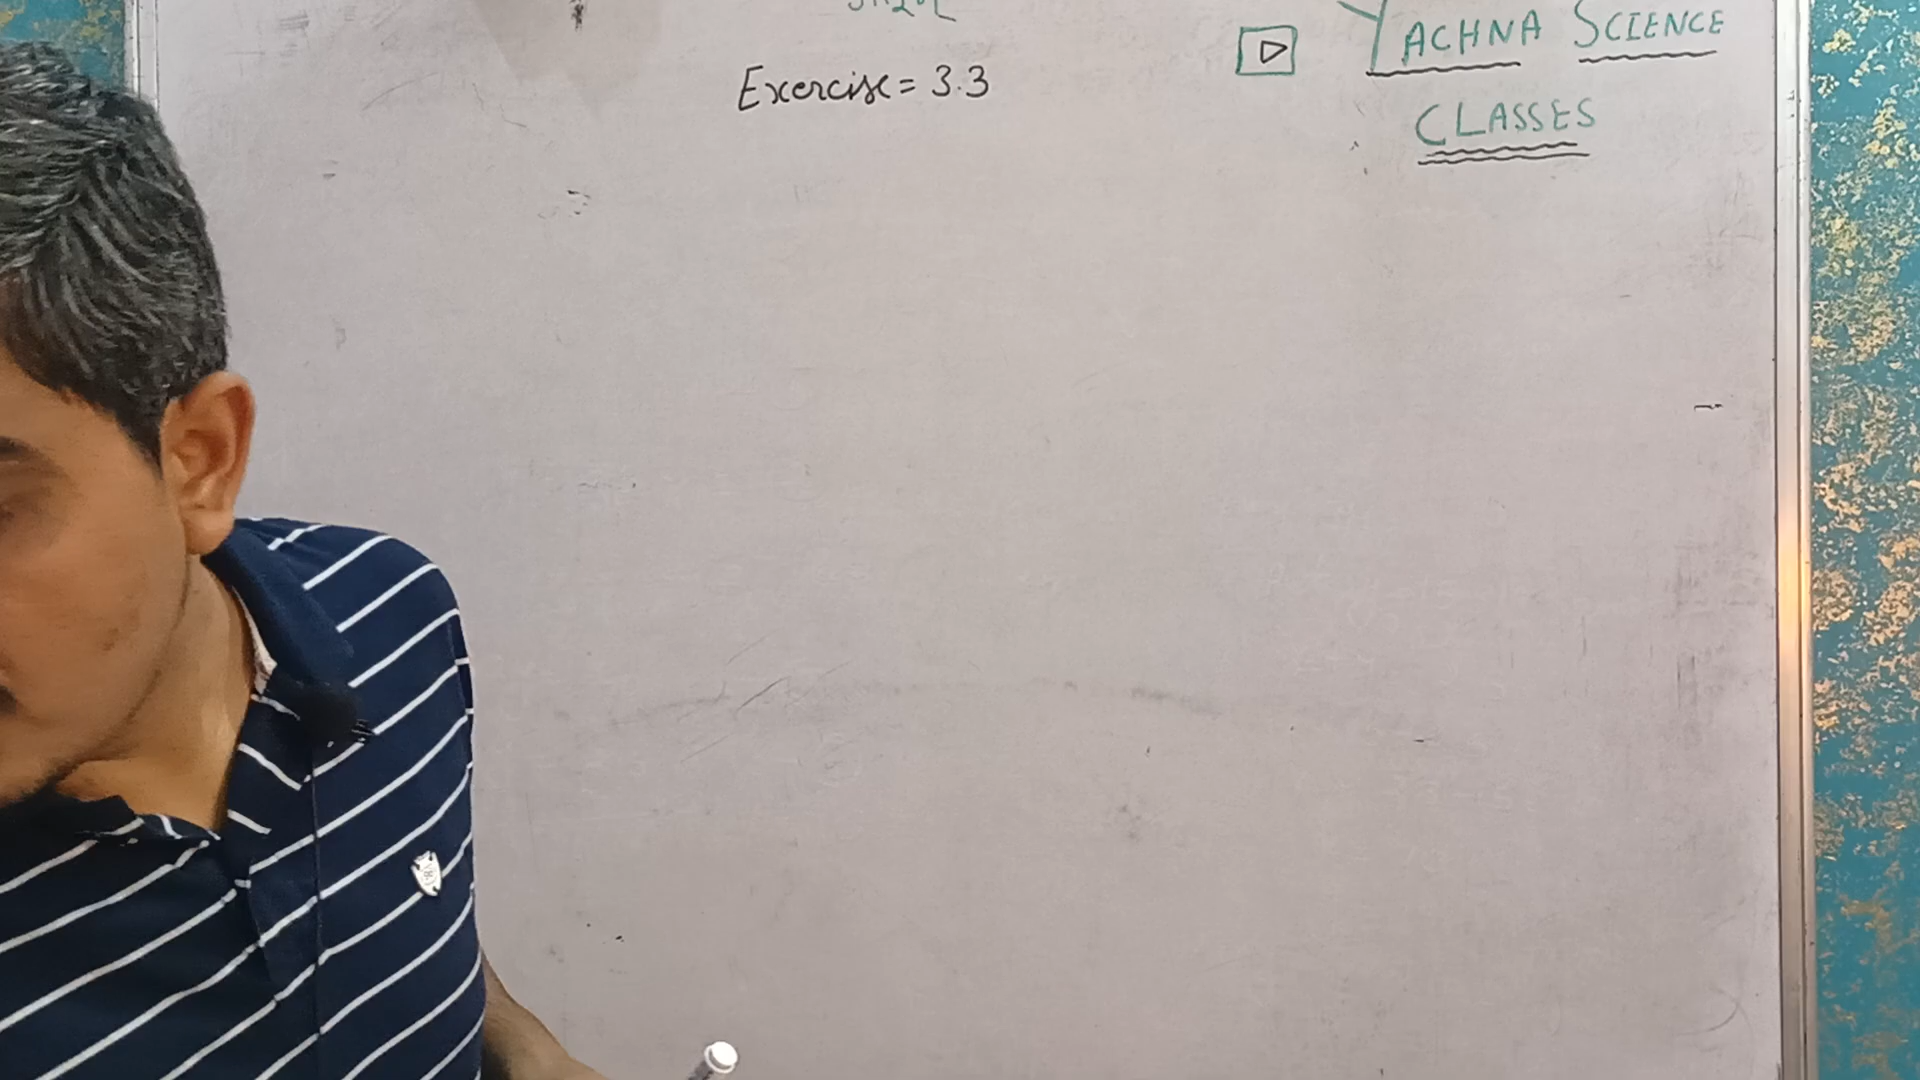 YACHNA SCIENCE
CLASSES
Exercise = 3.3